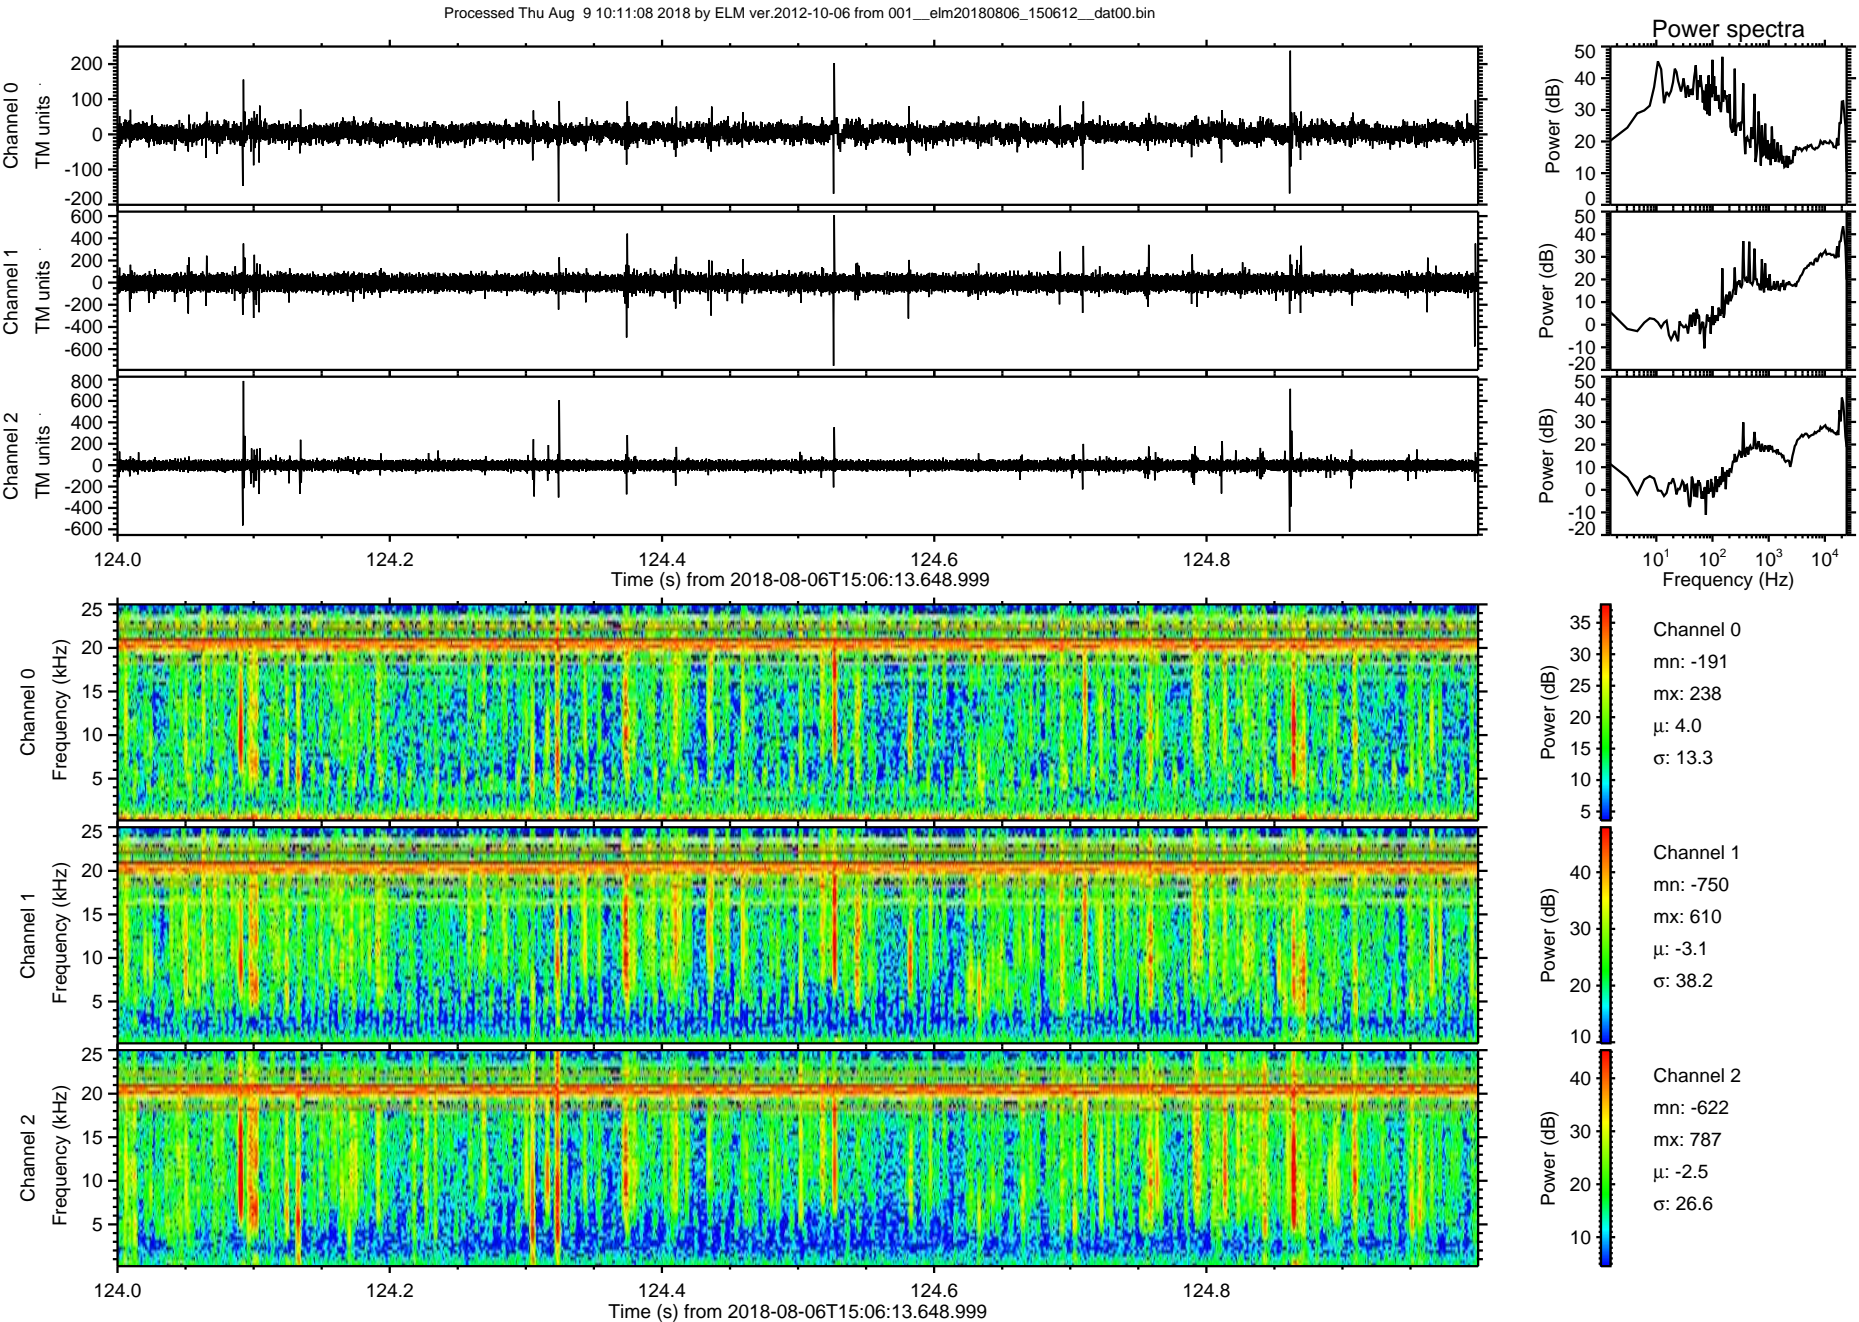 Processed Thu Aug  9 10:11:08 2018 by ELM ver.2012-10-06 from 001__elm20180806_150612__dat00.bin
Power spectra
Channel 0
TM units
200
100
0
-100
-200
Power (dB)
50
40
30
20
10
0
Channel 1
TM units
600
400
200
0
-200
-400
-600
Power (dB)
50
40
30
20
10
0
-10
-20
Channel 2
TM units
800
600
400
200
0
-200
-400
-600
Power (dB)
50
40
30
20
10
0
-10
-20
124.0 124.2 124.4 124.6 124.8
Time (s) from 2018-08-06T15:06:13.648.999
10^1 10^2 10^3 10^4
Frequency (Hz)
Channel 0
Frequency (kHz)
25
20
15
10
5
Power (dB)
35
30
25
20
15
10
5
Channel 0
mn: -191
mx: 238
μ: 4.0
σ: 13.3
Channel 1
Frequency (kHz)
25
20
15
10
5
Power (dB)
40
30
20
10
Channel 1
mn: -750
mx: 610
μ: -3.1
σ: 38.2
Channel 2
Frequency (kHz)
25
20
15
10
5
Power (dB)
40
30
20
10
Channel 2
mn: -622
mx: 787
μ: -2.5
σ: 26.6
124.0 124.2 124.4 124.6 124.8
Time (s) from 2018-08-06T15:06:13.648.999